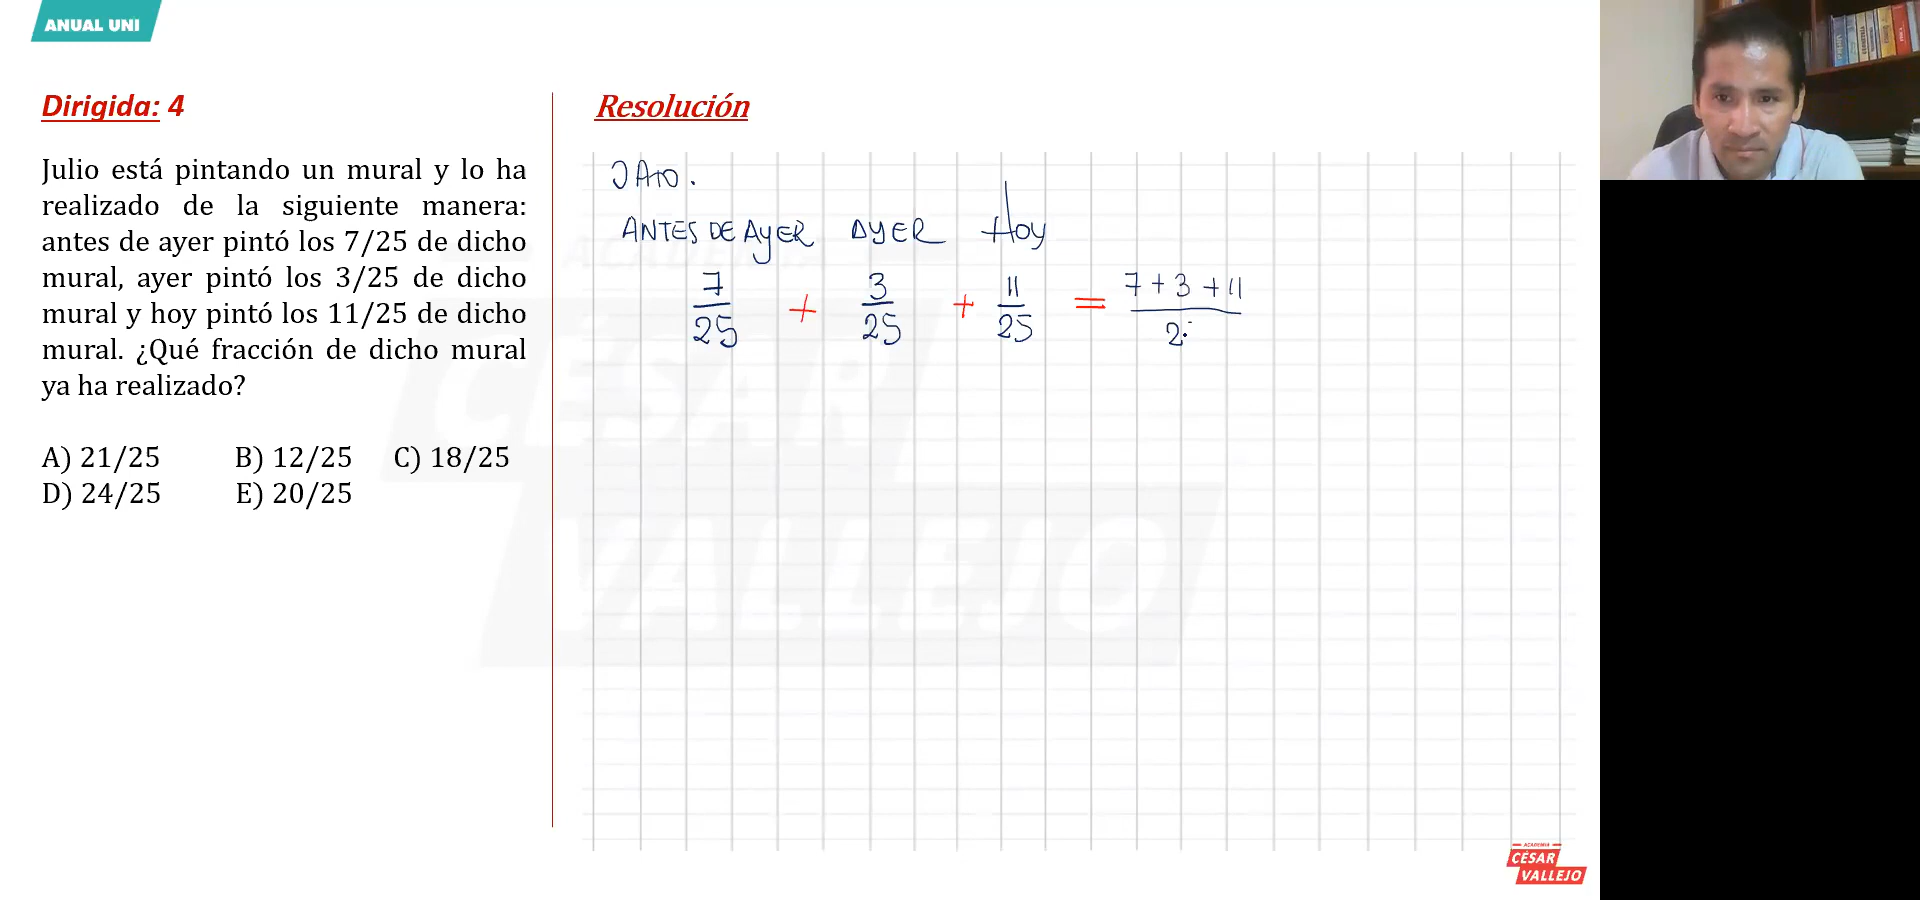 ANUAL UNI
Dirigida: 4
Julio está pintando un mural y lo ha
realizado de la siguiente manera:
antes de ayer pintó los 7/25 de dicho
mural, ayer pintó los 3/25 de dicho
mural y hoy pintó los 11/25 de dicho
mural. ¿Qué fracción de dicho mural
ya ha realizado?
A) 21/25 B) 12/25 C) 18/25
D) 24/25 E) 20/25
Resolución
DATO.
ANTES DE AYER AYER HOY
7/25 + 3/25 + 11/25 = 7 + 3 + 11/2
ACADEMIA
CÉSAR
VALLEJO
ACADEMIA
CÉSAR
VALLEJO